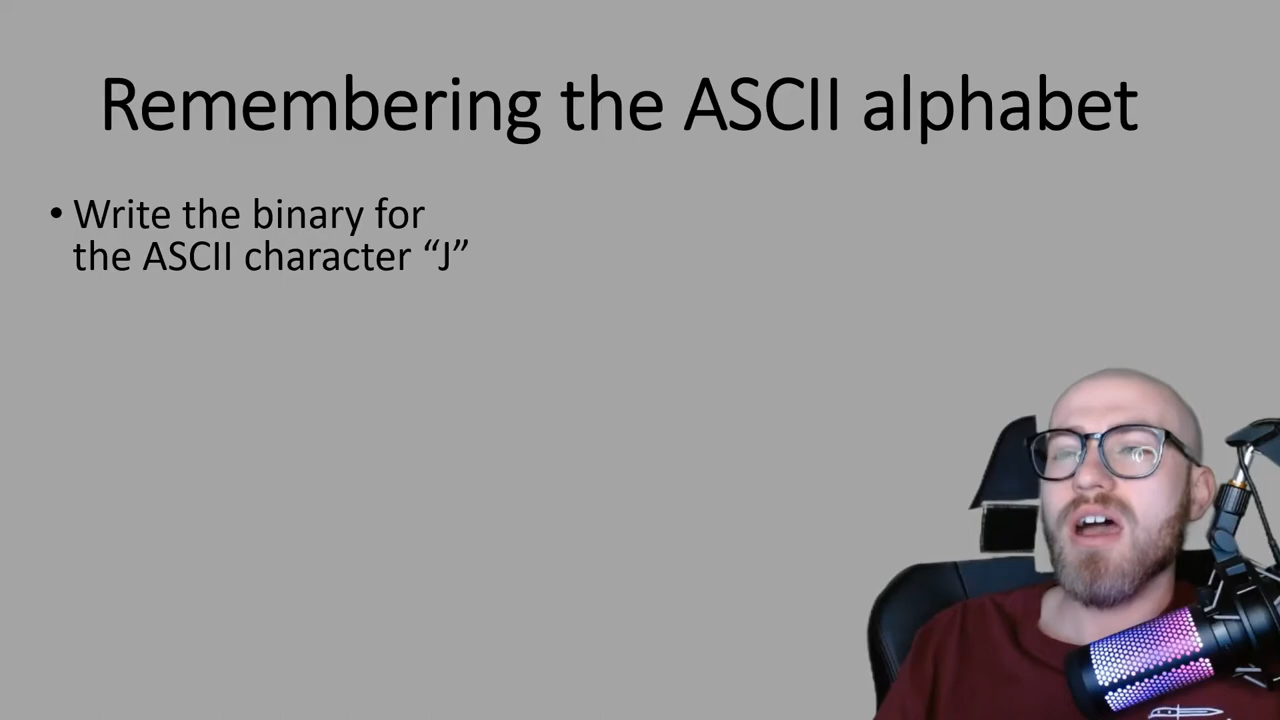 Remembering the ASCII alphabet
• Write the binary for
the ASCII character “J”